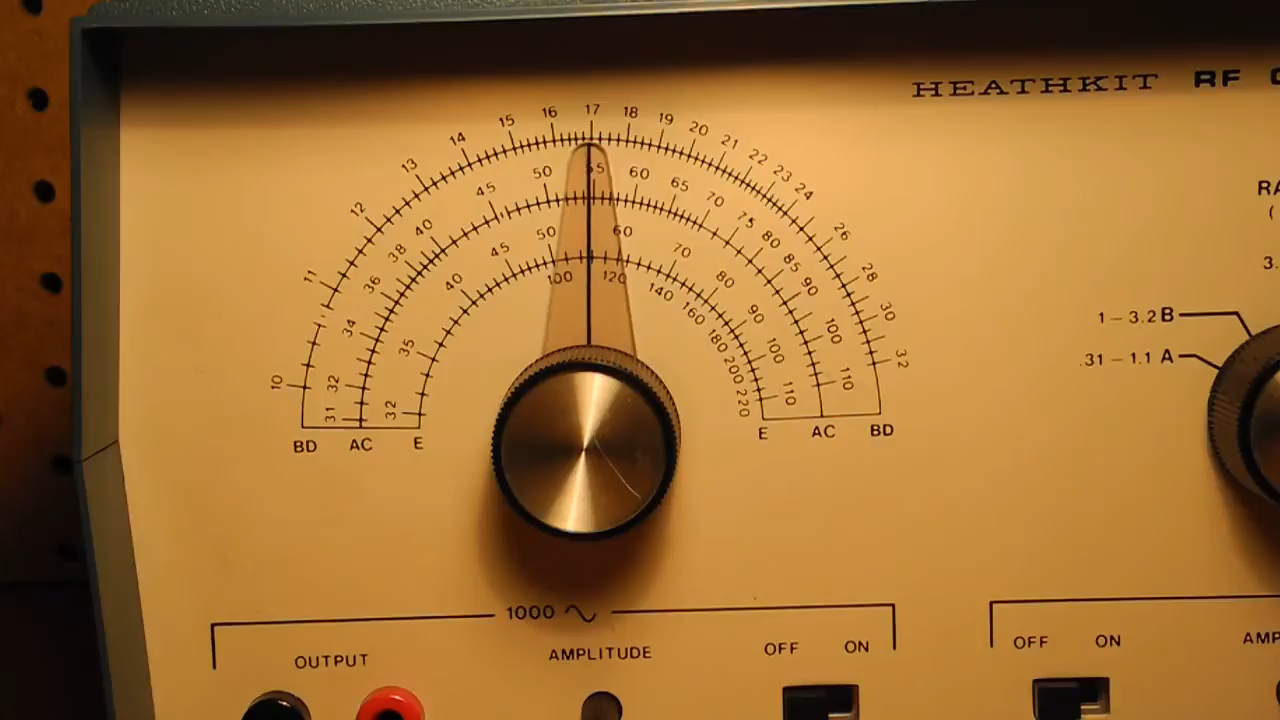 HEATHKIT RF
10 11 12 13 14 15 16 17 18 19 20 21 22 23 24 26 28 30 32
31 32 34 36 38 40 45 50 55 60 65 70 75 80 85 90 100 110
32 35 40 45 50 60 70 80 90 100 110
100 120 140 160 180 200 220
BD AC E
E AC BD
3.
1 – 3.2 B
.31 – 1.1 A
1000
OUTPUT
AMPLITUDE
OFF ON
OFF ON